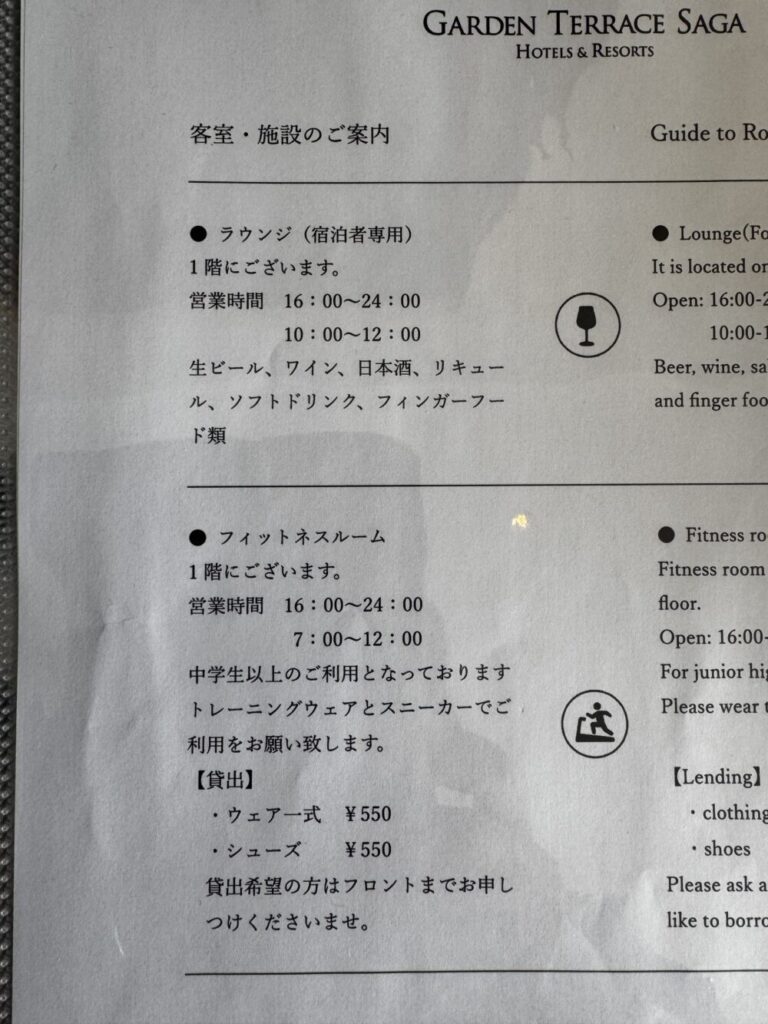 GARDEN TERRACE SAGA
HOTELS & RESORTS
客室・施設のご案内
● ラウンジ（宿泊者専用）
1 階にございます。
営業時間　16：00〜24：00
10：00〜12：00
生ビール、ワイン、日本酒、リキュー
ル、ソフトドリンク、フィンガーフー
ド類
● フィットネスルーム
1 階にございます。
営業時間　16：00〜24：00
7：00〜12：00
中学生以上のご利用となっております
トレーニングウェアとスニーカーでご
利用をお願い致します。
【貸出】
・ウェア一式　¥550
・シューズ　　¥550
貸出希望の方はフロントまでお申し
つけくださいませ。
Guide to
● Lounge
It is located
Open: 16:00-
10:00-
Beer, wine,
and finger
● Fitness
Fitness room
floor.
Open: 16:00-
For junior
Please wear
【Lending】
・clothing
・shoes
Please ask
like to